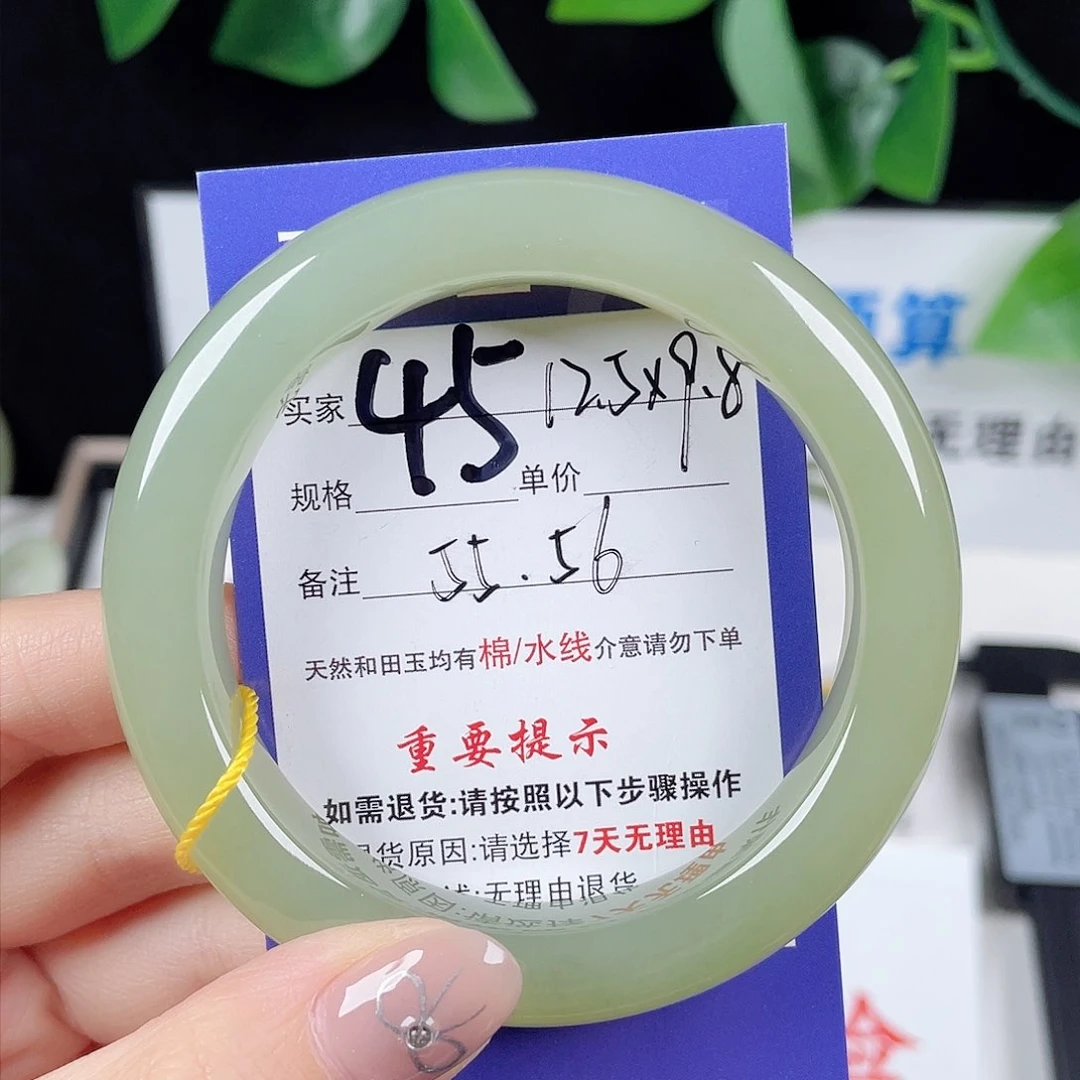 买家 45 12.5×9.8
规格 单价
备注 55.56
天然和田玉均有棉/水线介意请勿下单
重要提示
如需退货:请按照以下步骤操作
货原因:请选择7天无理由
:无理由退货
算
无理由